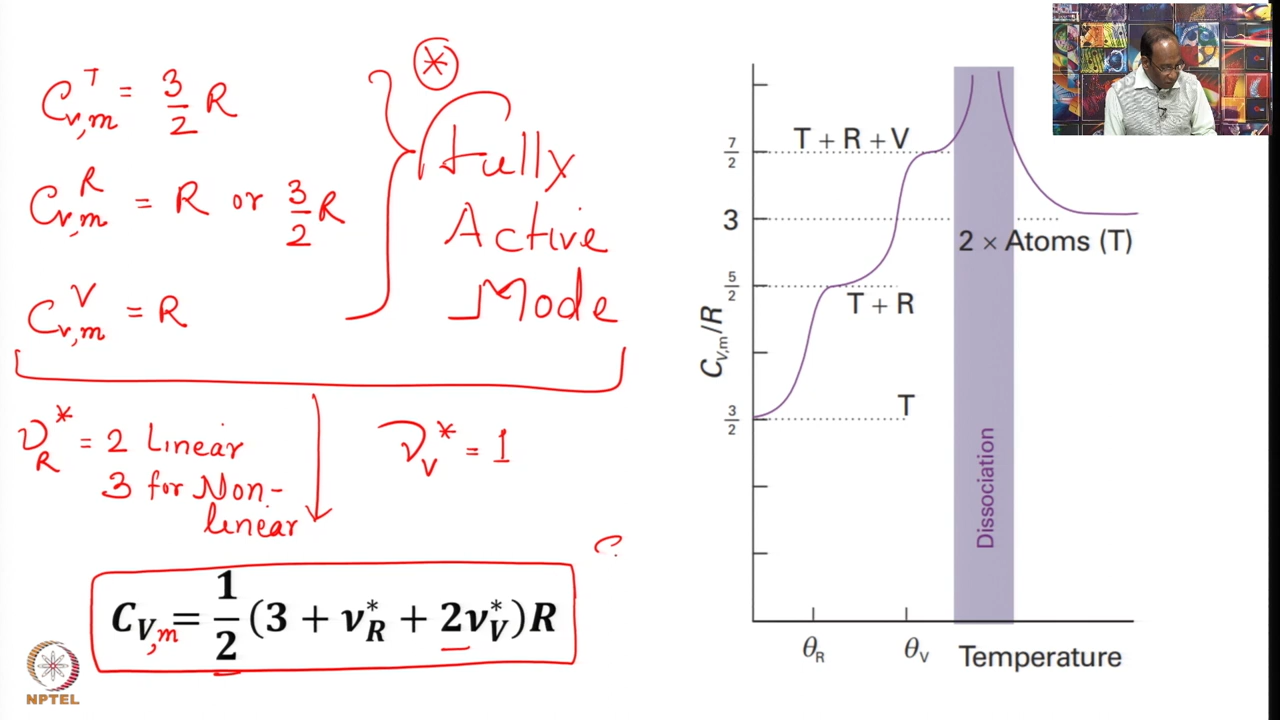 C_{v,m}^T = 3/2 R
C_{v,m}^R = R or 3/2 R
C_{v,m}^V = R
*
Fully
Active
Mode
ν_R^* = 2 Linear
3 for Non-
linear
ν_V^* = 1
C_{V,m} = 1/2 (3 + ν_R^* + 2ν_V^*)R
C
NPTEL
C_{V,m}/R
7/2
3
5/2
3/2
T + R + V
2 × Atoms (T)
T + R
T
Dissociation
θ_R
θ_V
Temperature